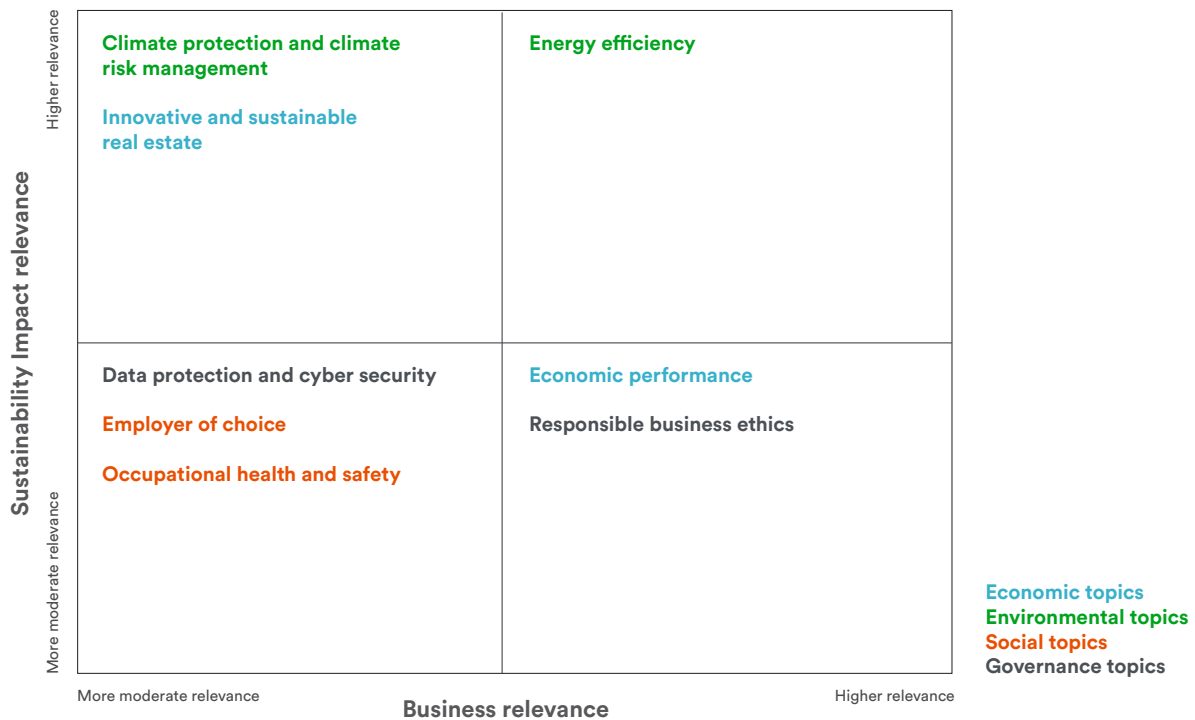 Sustainability Impact relevance
Higher relevance
More moderate relevance
Climate protection and climate
risk management
Innovative and sustainable
real estate
Energy efficiency
Data protection and cyber security
Employer of choice
Occupational health and safety
Economic performance
Responsible business ethics
More moderate relevance
Business relevance
Higher relevance
Economic topics
Environmental topics
Social topics
Governance topics